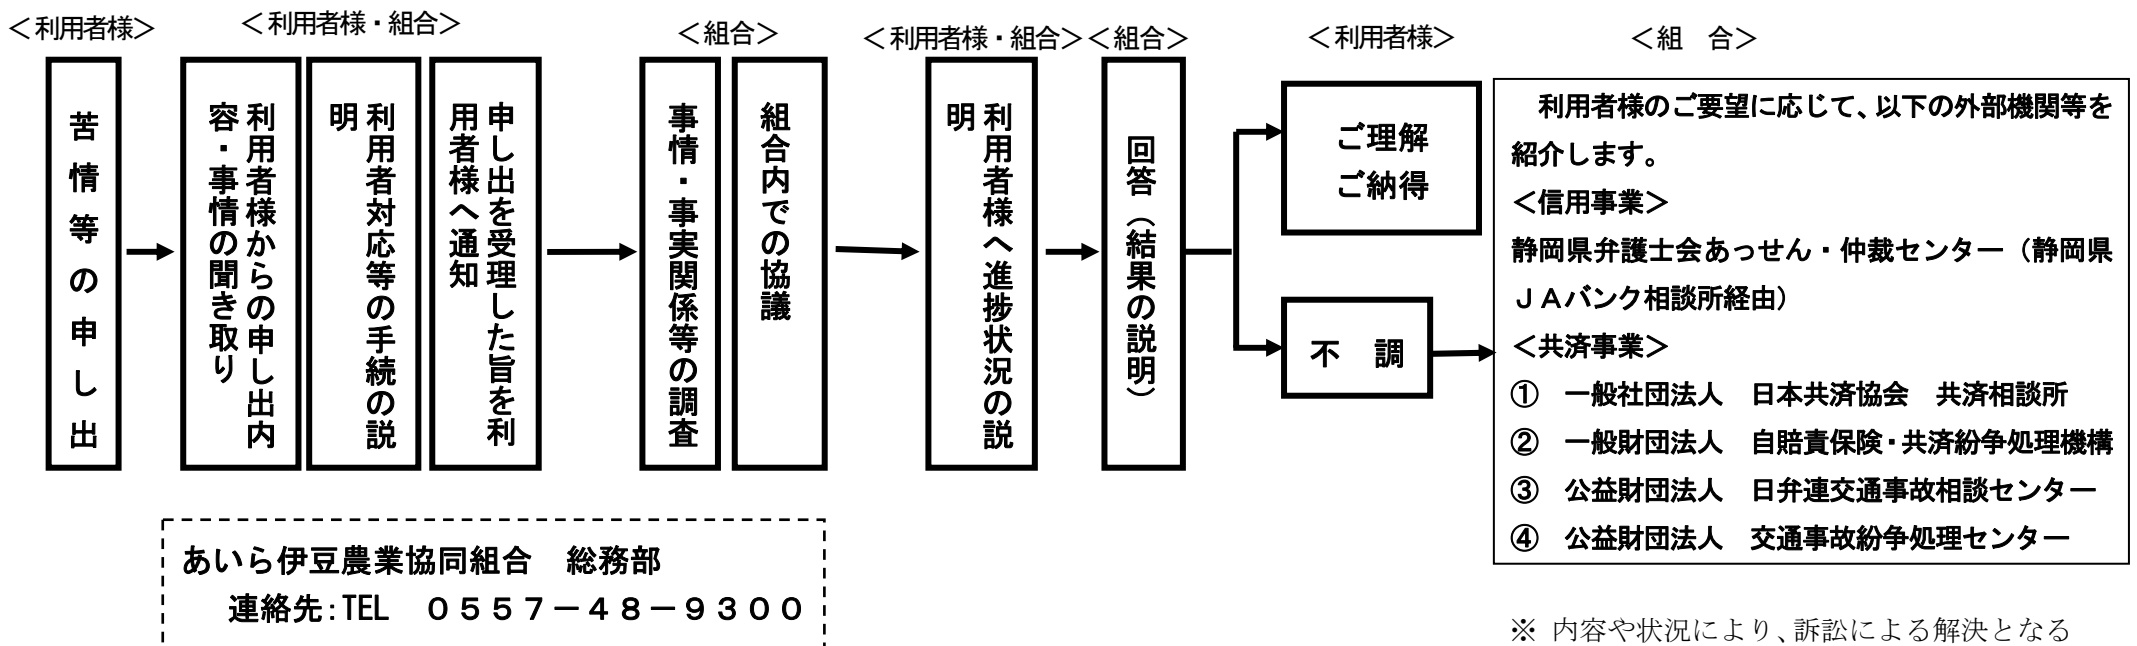 ＜利用者様＞
＜利用者様・組合＞
＜組合＞
＜利用者様・組合＞
＜組合＞
＜利用者様＞
＜組　合＞
苦情等の申し出
利用者様からの申し出内
容・事情の聞き取り
利用者対応等の手続の説
明
申し出を受理した旨を利
用者様へ通知
事情・事実関係等の調査
組合内での協議
利用者様へ進捗状況の説
明
回答（結果の説明）
ご理解
ご納得
不　調
利用者様のご要望に応じて、以下の外部機関等を
紹介します。
＜信用事業＞
静岡県弁護士会あっせん・仲裁センター（静岡県
ＪＡバンク相談所経由）
＜共済事業＞
①　一般社団法人　日本共済協会　共済相談所
②　一般財団法人　自賠責保険・共済紛争処理機構
③　公益財団法人　日弁連交通事故相談センター
④　公益財団法人　交通事故紛争処理センター
あいら伊豆農業協同組合　総務部
連絡先：TEL　０５５７－４８－９３００
※ 内容や状況により、訴訟による解決となる